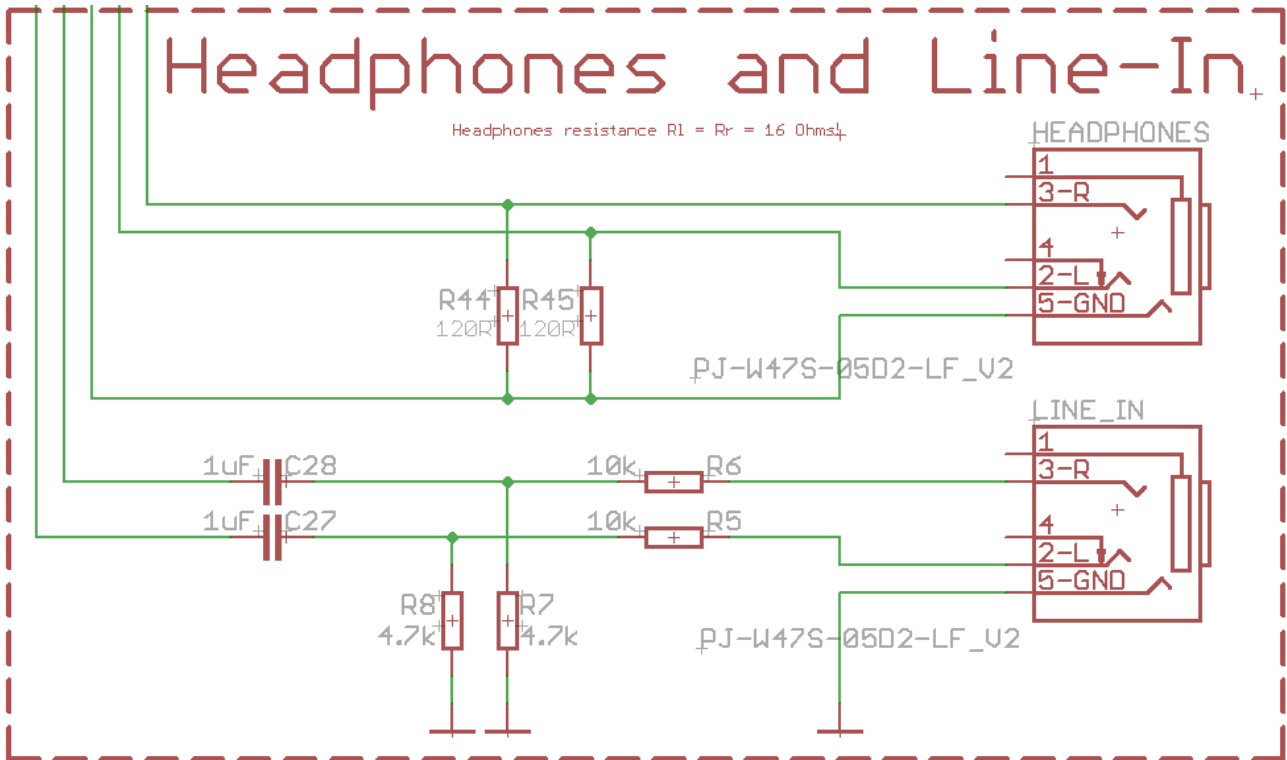 Headphones and Line-In
Headphones resistance Rl = Rr = 16 Ohms!
HEADPHONES
1
3-R
4
2-L
5-GND
R44 R45
120R 120R
PJ-W47S-05D2-LF_V2
LINE_IN
1
3-R
4
2-L
5-GND
1uF C28
10k R6
1uF C27
10k R5
R8 R7
4.7k 4.7k
PJ-W47S-05D2-LF_V2